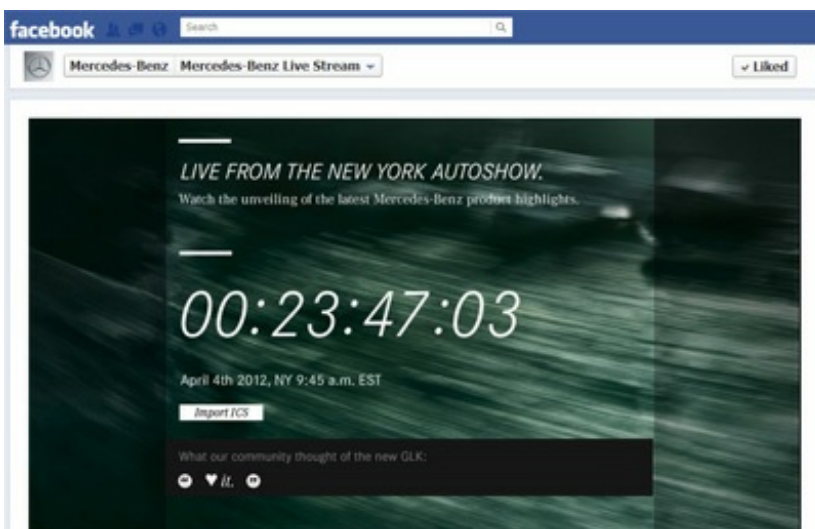 facebook
Search
Mercedes-Benz Mercedes-Benz Live Stream
Liked
LIVE FROM THE NEW YORK AUTOSHOW.
Watch the unveiling of the latest Mercedes-Benz product highlights.
00:23:47:03
April 4th 2012, NY 9:45 a.m. EST
Import ICS
What our community thought of the new GLK:
it.